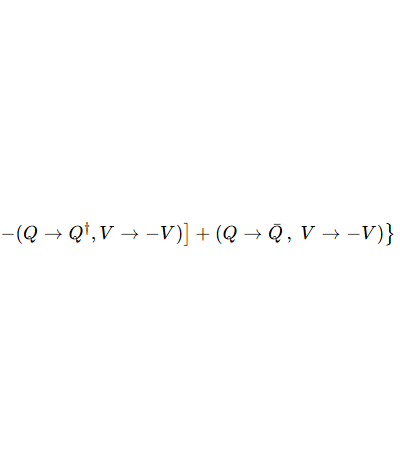 −(Q → Q†, V → −V)] + (Q → Q̄ , V → −V)}